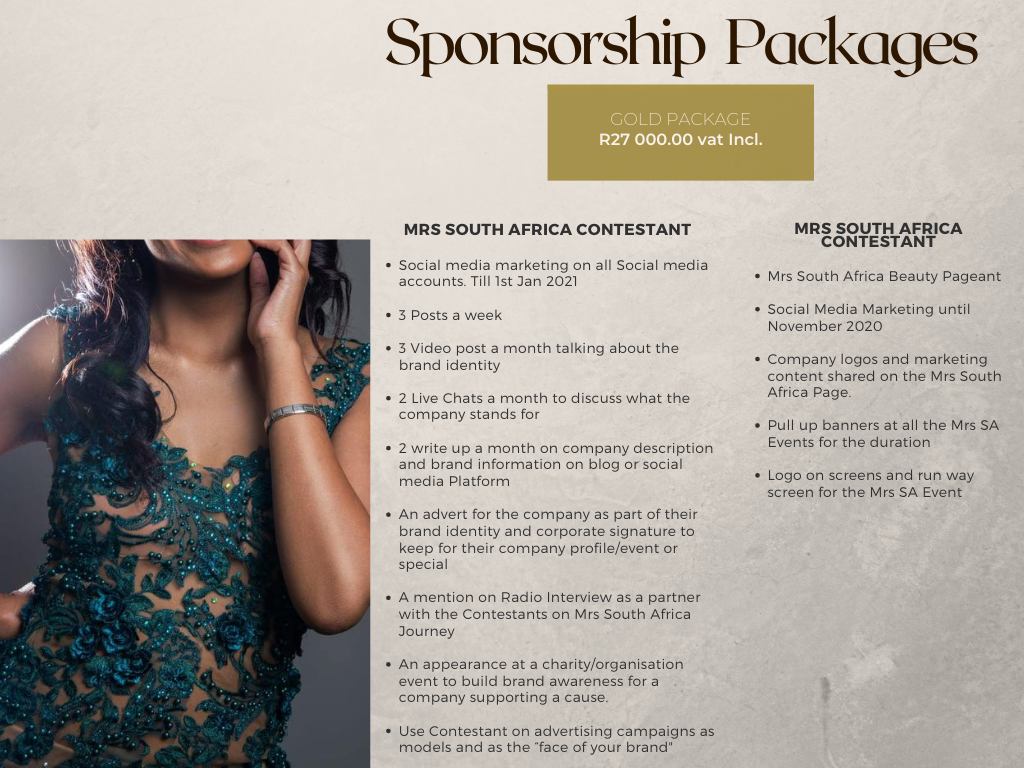 Sponsorship Packages
GOLD PACKAGE
R27 000.00 vat Incl.
MRS SOUTH AFRICA CONTESTANT
• Social media marketing on all Social media
accounts. Till 1st Jan 2021
• 3 Posts a week
• 3 Video post a month talking about the
brand identity
• 2 Live Chats a month to discuss what the
company stands for
• 2 write up a month on company description
and brand information on blog or social
media Platform
• An advert for the company as part of their
brand identity and corporate signature to
keep for their company profile/event or
special
• A mention on Radio Interview as a partner
with the Contestants on Mrs South Africa
Journey
• An appearance at a charity/organisation
event to build brand awareness for a
company supporting a cause.
• Use Contestant on advertising campaigns as
models and as the "face of your brand"
MRS SOUTH AFRICA
CONTESTANT
• Mrs South Africa Beauty Pageant
• Social Media Marketing until
November 2020
• Company logos and marketing
content shared on the Mrs South
Africa Page.
• Pull up banners at all the Mrs SA
Events for the duration
• Logo on screens and run way
screen for the Mrs SA Event